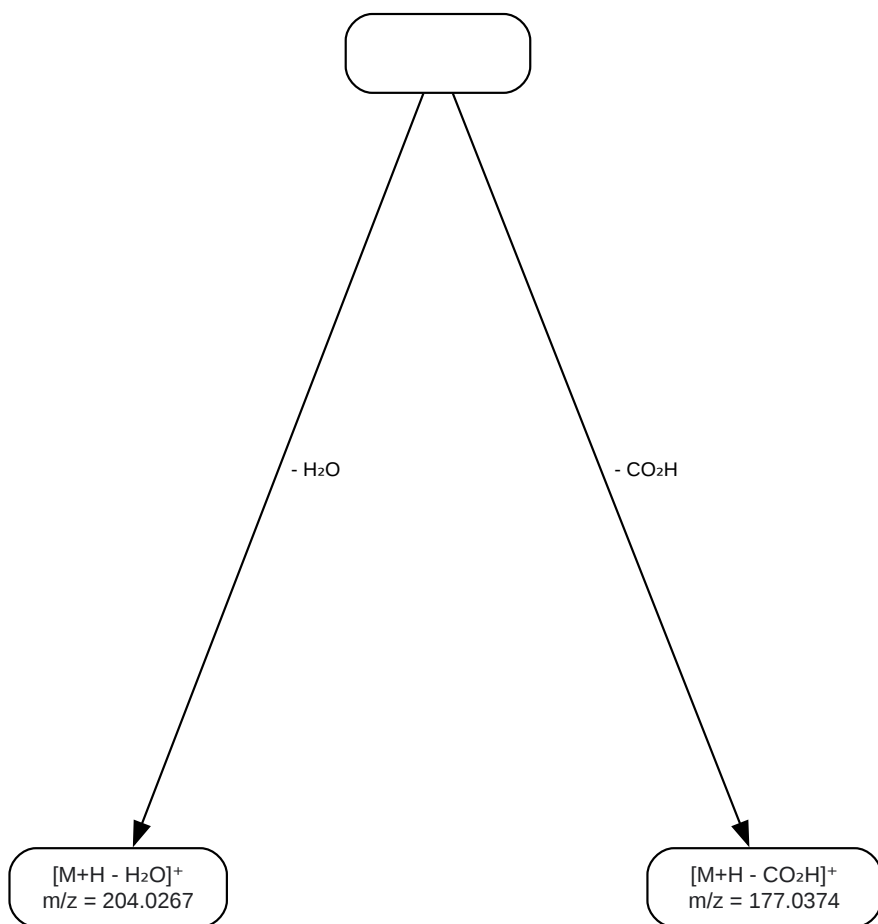 - H₂O
- CO₂H
[M+H - H₂O]⁺
m/z = 204.0267
[M+H - CO₂H]⁺
m/z = 177.0374